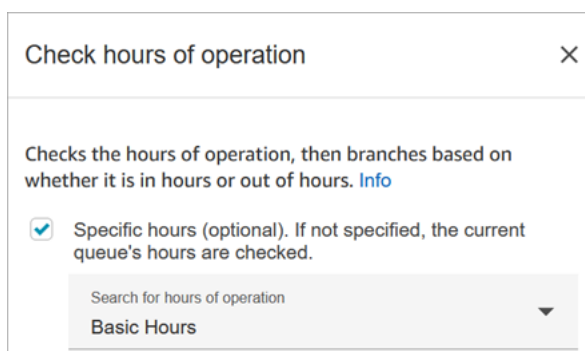 Check hours of operation
Checks the hours of operation, then branches based on
whether it is in hours or out of hours. Info
Specific hours (optional). If not specified, the current
queue's hours are checked.
Search for hours of operation
Basic Hours